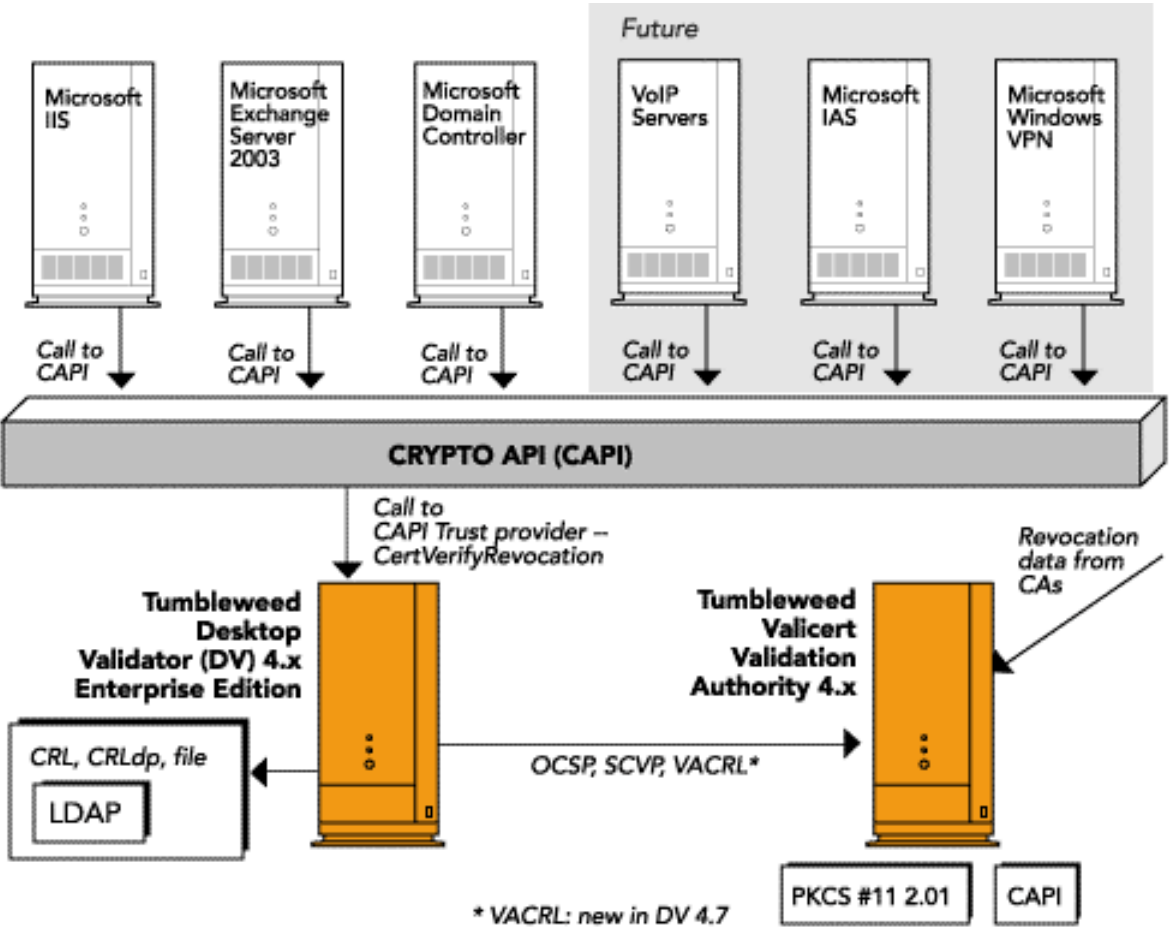 Future
Microsoft
IIS
Microsoft
Exchange
Server
2003
Microsoft
Domain
Controller
VoIP
Servers
Microsoft
IAS
Microsoft
Windows
VPN
Call to
CAPI
Call to
CAPI
Call to
CAPI
Call to
CAPI
Call to
CAPI
Call to
CAPI
CRYPTO API (CAPI)
Call to
CAPI Trust provider --
CertVerifyRevocation
Revocation
data from
CAs
Tumbleweed
Desktop
Validator (DV) 4.x
Enterprise Edition
Tumbleweed
Valicert
Validation
Authority 4.x
CRL, CRLdp, file
LDAP
OCSP, SCVP, VACRL*
PKCS #11 2.01
CAPI
* VACRL: new in DV 4.7